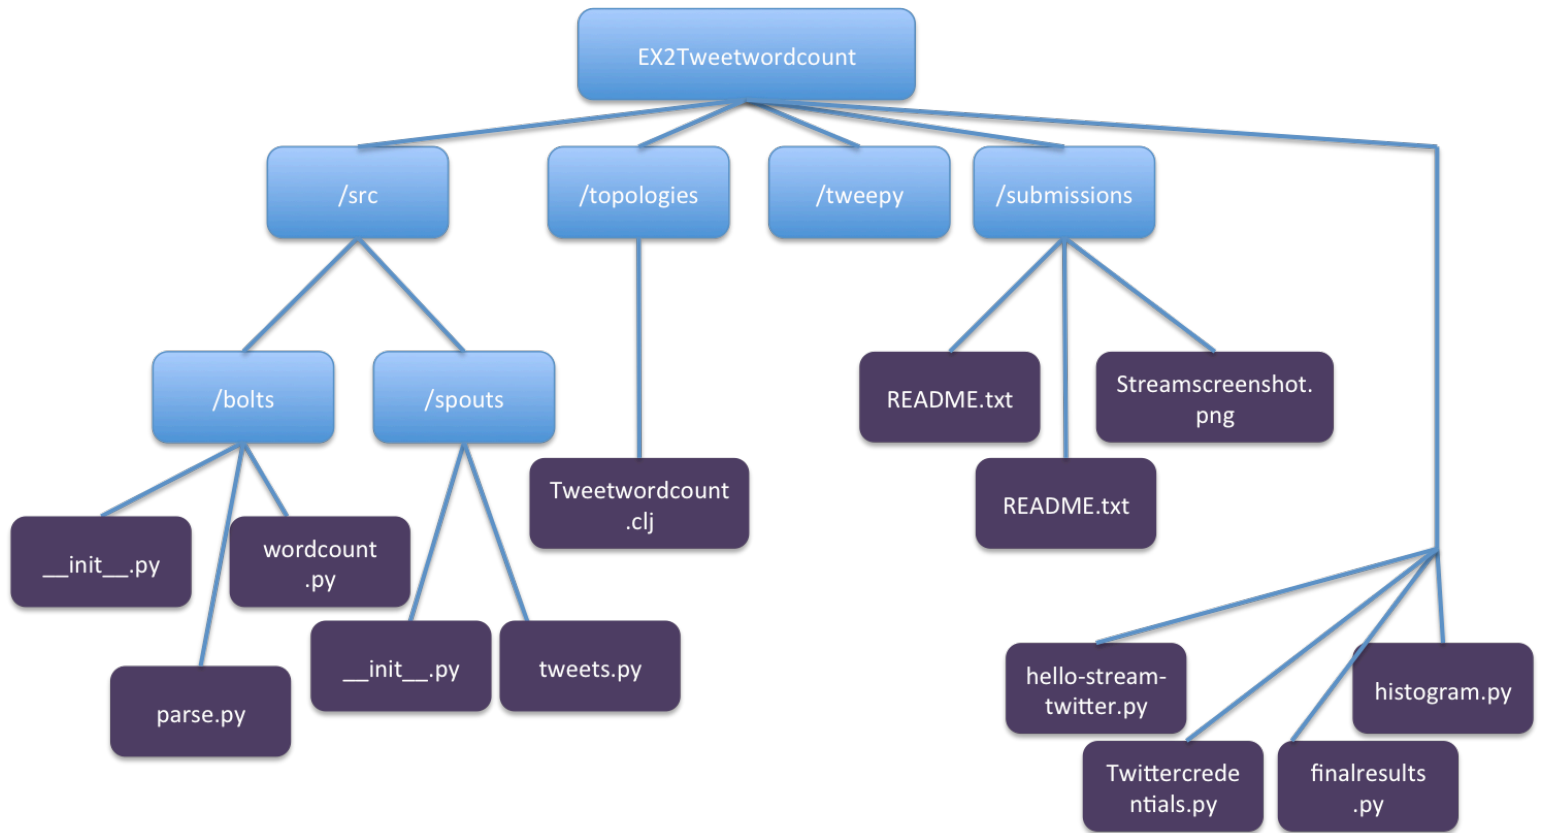 EX2Tweetwordcount
/src
/topologies
/tweepy
/submissions
/bolts
/spouts
README.txt
Streamscreenshot.
png
Tweetwordcount
.clj
README.txt
__init__.py
wordcount
.py
__init__.py
tweets.py
parse.py
hello-stream-
twitter.py
histogram.py
Twittercrede
ntials.py
finalresults
.py